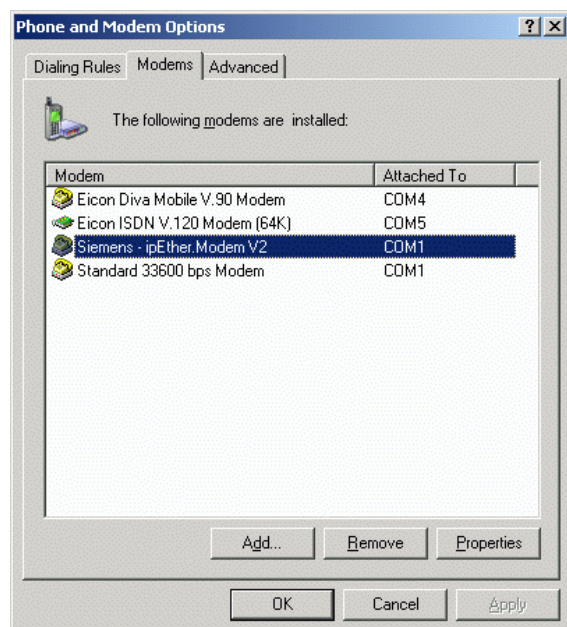 Phone and Modem Options
Dialing Rules Modems Advanced
The following modems are installed:
Modem Attached To
Eicon Diva Mobile V.90 Modem COM4
Eicon ISDN V.120 Modem (64K) COM5
Siemens - ipEther.Modem V2 COM1
Standard 33600 bps Modem COM1
Add... Remove Properties
OK Cancel Apply